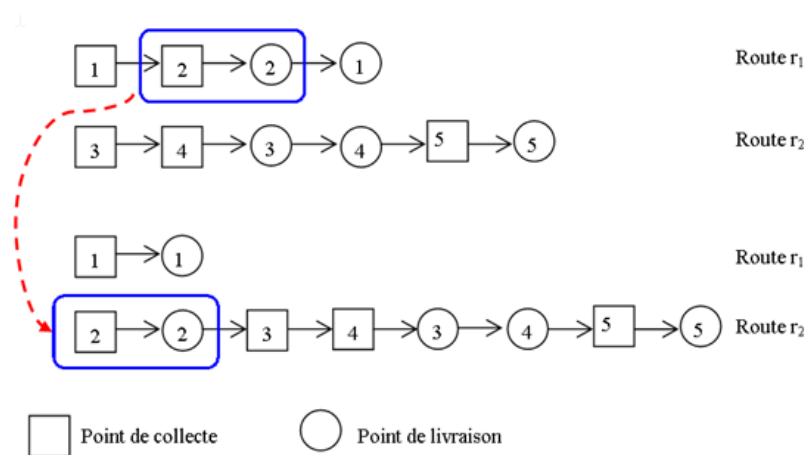 1 2 2 1 Route r₁
3 4 3 4 5 5 Route r₂
1 1 Route r₁
2 2 3 4 3 4 5 5 Route r₂
Point de collecte Point de livraison